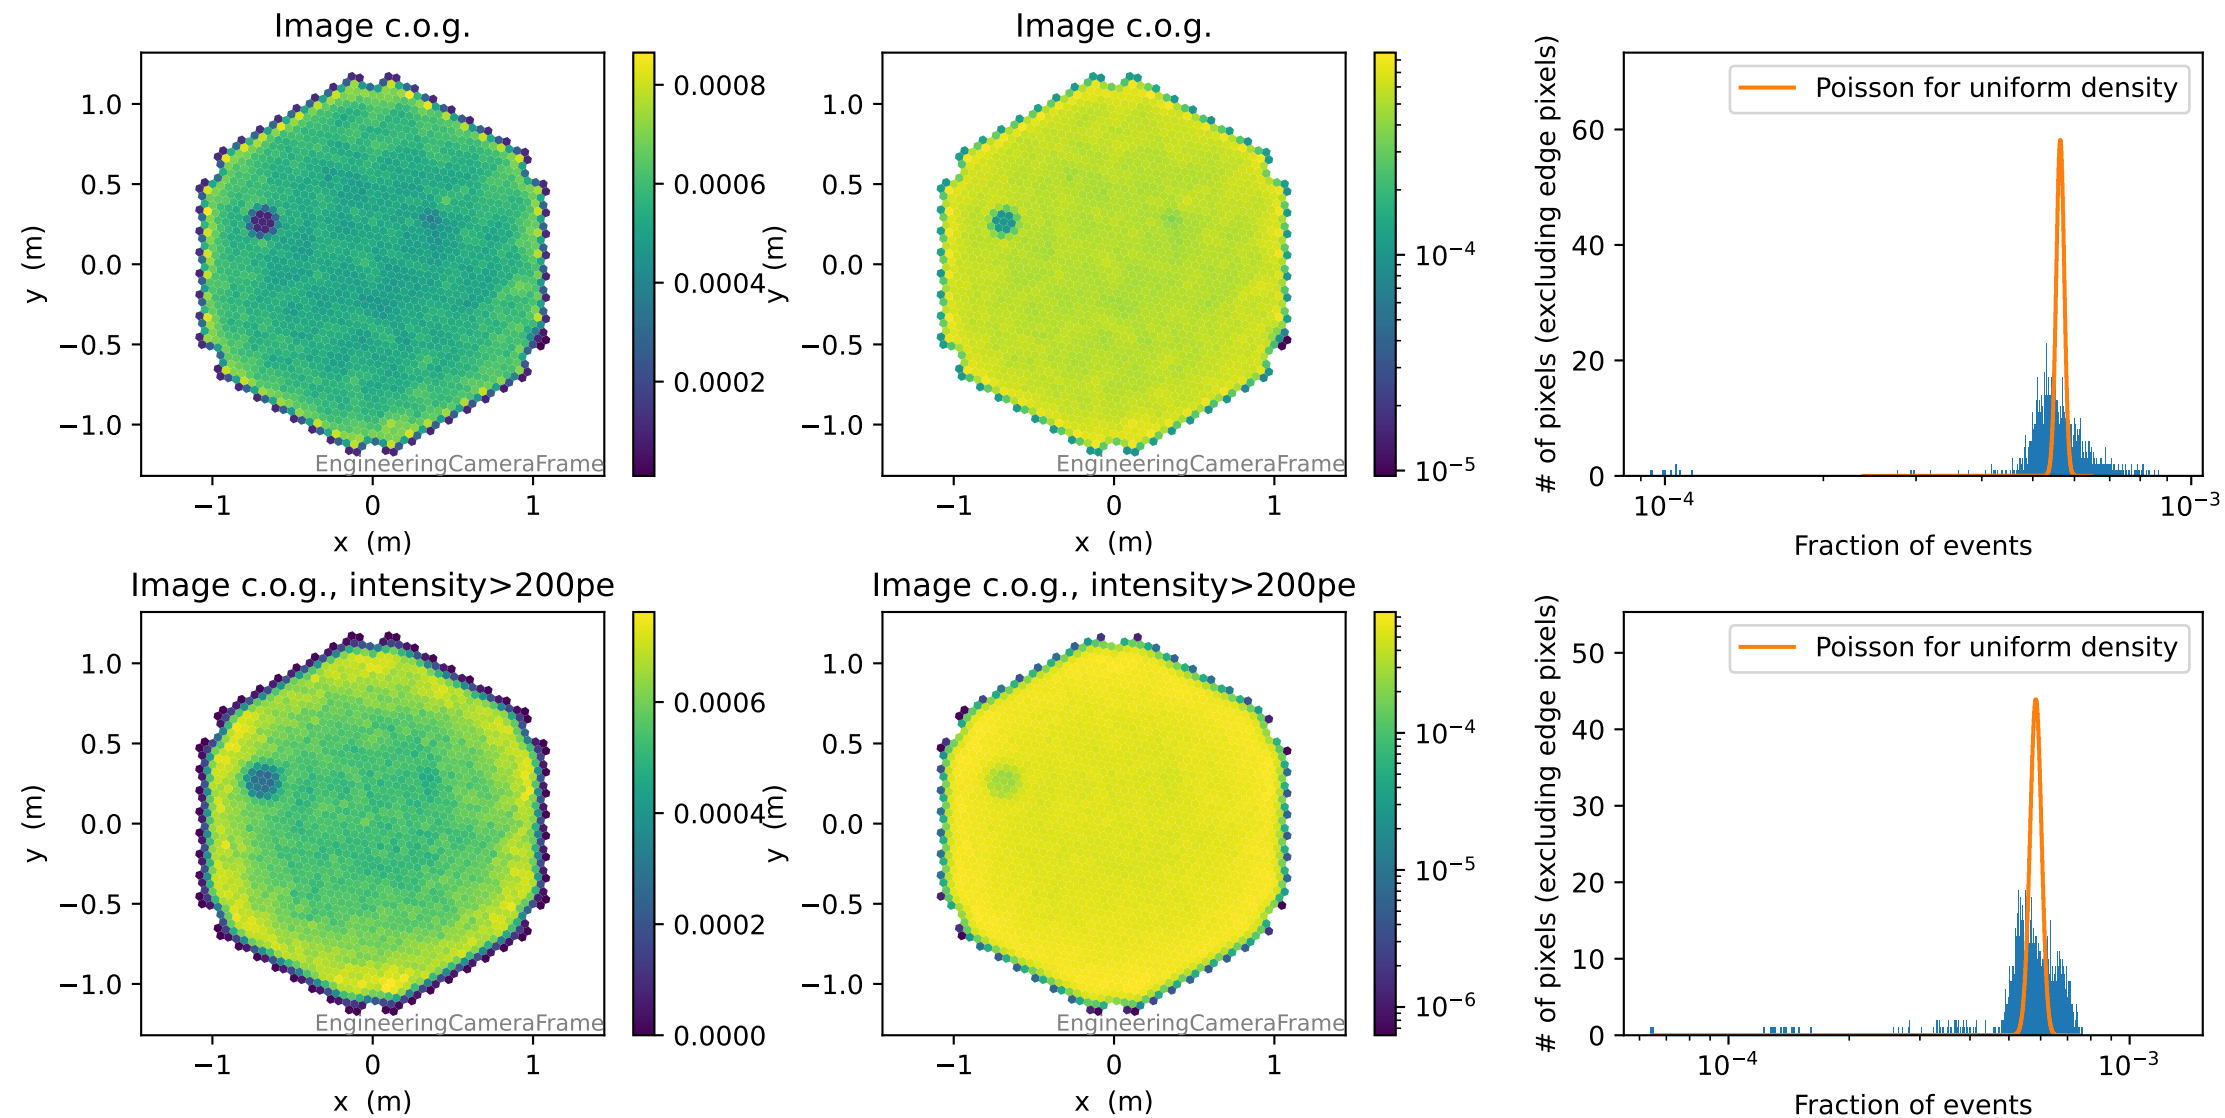 Image c.o.g.
y (m)
1.0
0.5
0.0
−0.5
−1.0
−1
0
1
x (m)
EngineeringCameraFrame
0.0008
0.0006
0.0004
0.0002
Image c.o.g.
y (m)
1.0
0.5
0.0
−0.5
−1.0
−1
0
1
x (m)
EngineeringCameraFrame
10⁻⁴
10⁻⁵
# of pixels (excluding edge pixels)
60
40
20
0
Poisson for uniform density
10⁻⁴
10⁻³
Fraction of events
Image c.o.g., intensity>200pe
y (m)
1.0
0.5
0.0
−0.5
−1.0
−1
0
1
x (m)
EngineeringCameraFrame
0.0006
0.0004
0.0002
0.0000
Image c.o.g., intensity>200pe
y (m)
1.0
0.5
0.0
−0.5
−1.0
−1
0
1
x (m)
EngineeringCameraFrame
10⁻⁴
10⁻⁵
10⁻⁶
# of pixels (excluding edge pixels)
50
40
30
20
10
0
Poisson for uniform density
10⁻⁴
10⁻³
Fraction of events